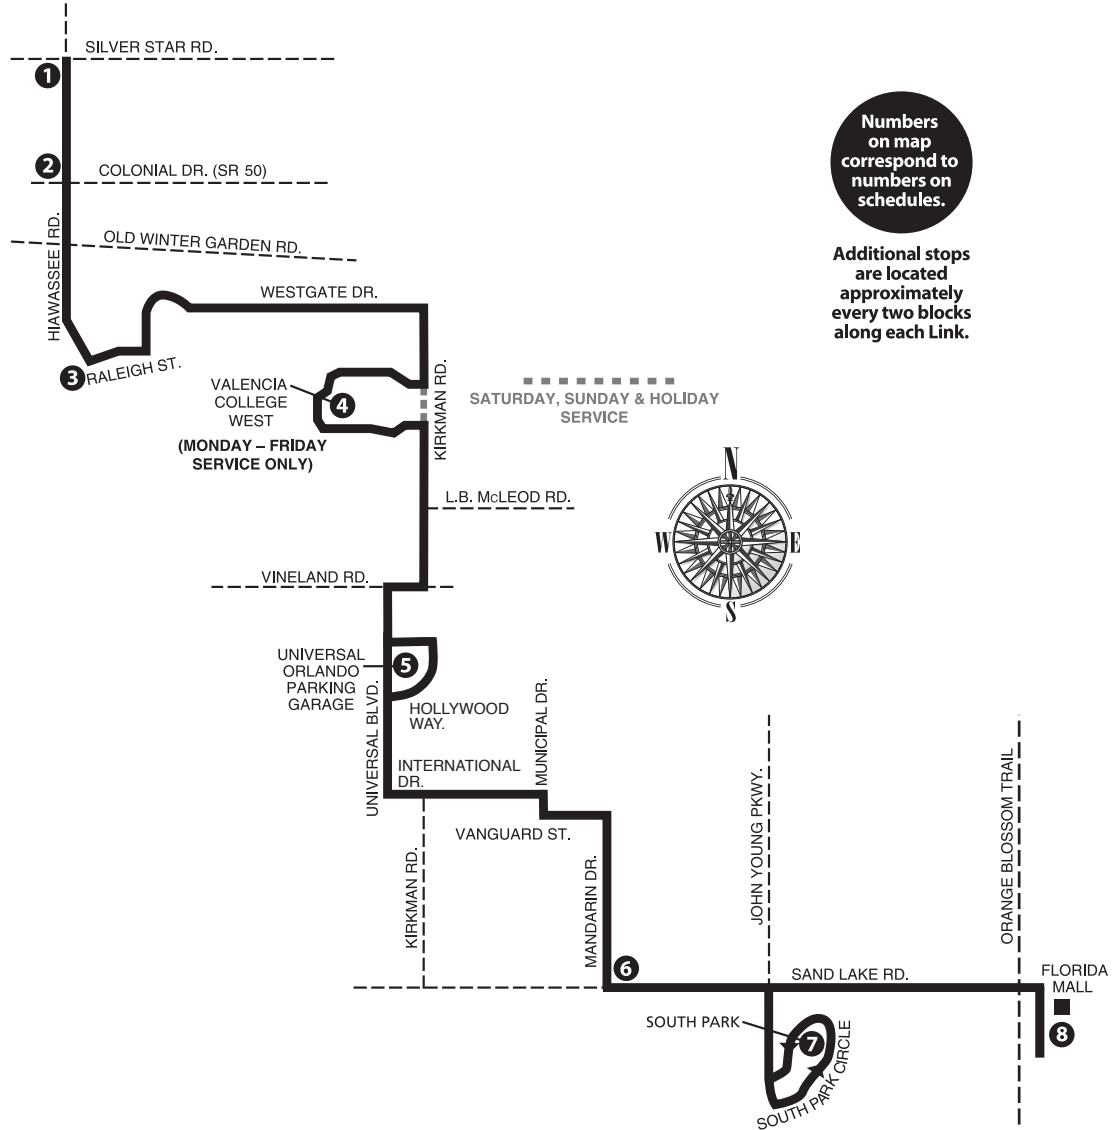 SILVER STAR RD.
1
2
COLONIAL DR. (SR 50)
HIAWASSEE RD.
OLD WINTER GARDEN RD.
WESTGATE DR.
3
RALEIGH ST.
VALENCIA
COLLEGE
WEST
4
(MONDAY – FRIDAY
SERVICE ONLY)
KIRKMAN RD.
SATURDAY, SUNDAY & HOLIDAY
SERVICE
Numbers
on map
correspond to
numbers on
schedules.
Additional stops
are located
approximately
every two blocks
along each Link.
N
W
E
S
L.B. McLEOD RD.
VINELAND RD.
UNIVERSAL
ORLANDO
PARKING
GARAGE
5
HOLLYWOOD
WAY.
UNIVERSAL BLVD.
INTERNATIONAL
DR.
MUNICIPAL DR.
VANGUARD ST.
KIRKMAN RD.
MANDARIN DR.
6
JOHN YOUNG PKWY.
ORANGE BLOSSOM TRAIL
SAND LAKE RD.
FLORIDA
MALL
8
SOUTH PARK
7
SOUTH PARK CIRCLE